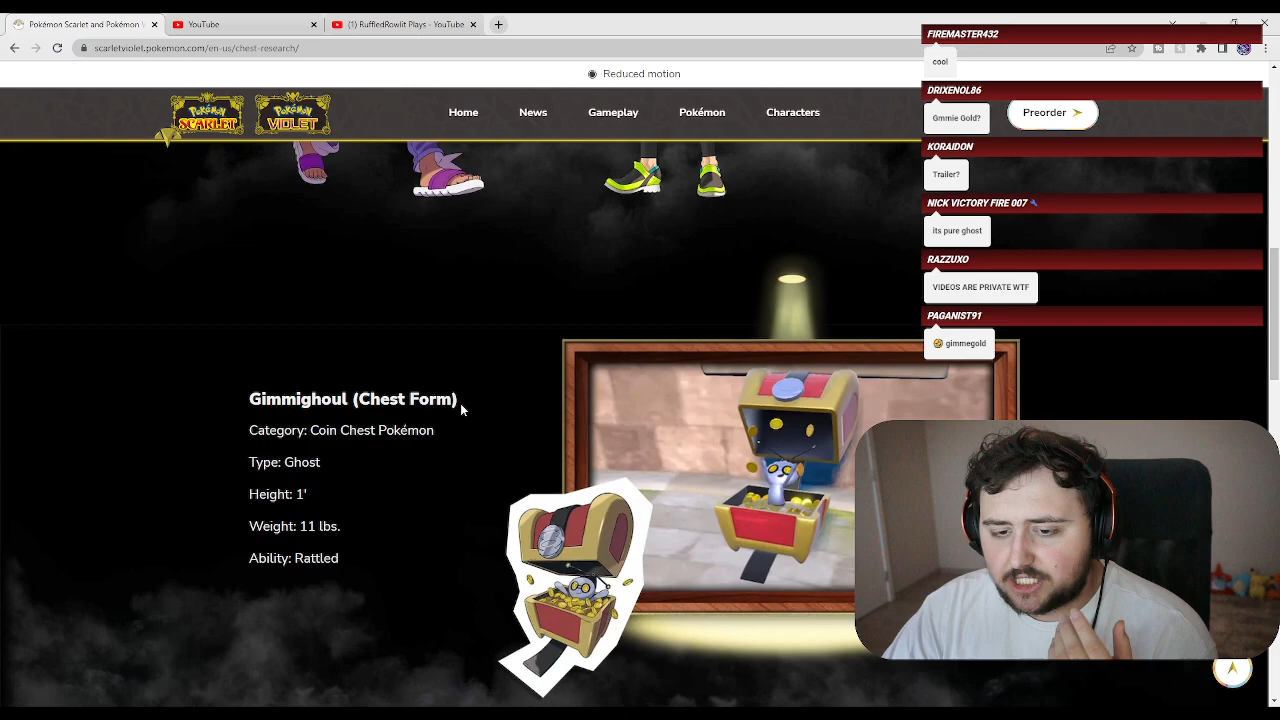 Pokémon Scarlet and Pokémon V
YouTube
(1) RuffledRowlit Plays - YouTube
scarletviolet.pokemon.com/en-us/chest-research/
Reduced motion
Pokémon SCARLET
Pokémon VIOLET
Home
News
Gameplay
Pokémon
Characters
Preorder
FIREMASTER432
cool
DRIXENOL86
Gmmie Gold?
KORAIDON
Trailer?
NICK VICTORY FIRE 007
its pure ghost
RAZZUXO
VIDEOS ARE PRIVATE WTF
PAGANIST91
gimmegold
Gimmighoul (Chest Form)
Category: Coin Chest Pokémon
Type: Ghost
Height: 1'
Weight: 11 lbs.
Ability: Rattled